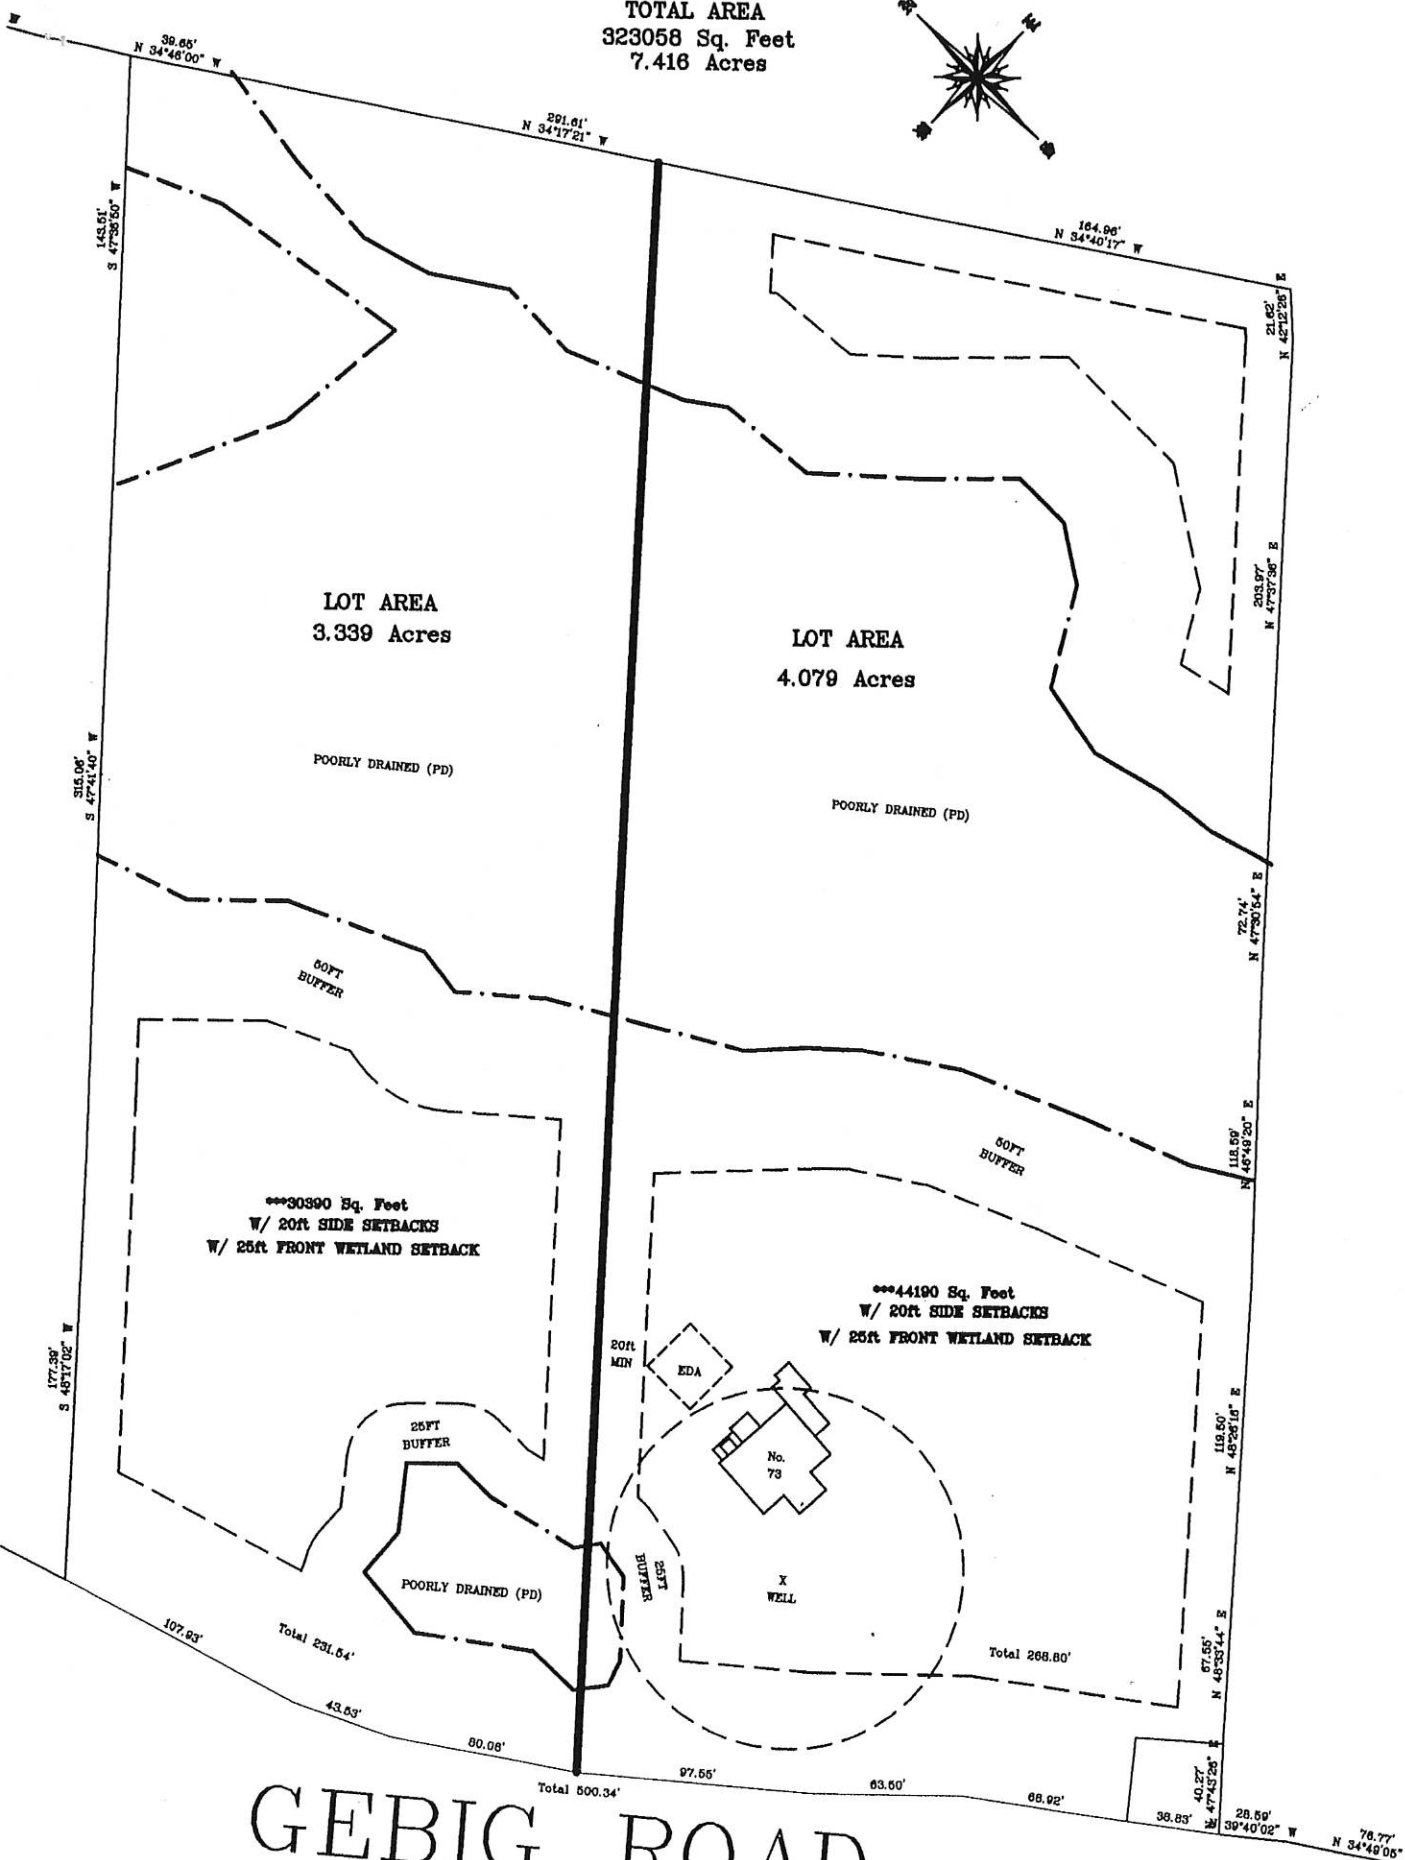 TOTAL AREA
323058 Sq. Feet
7.416 Acres
W
39.65'
N 34°46'00" W
291.61'
N 34°17'21" W
164.96'
N 34°40'17" W
143.51'
S 47°36'50" W
21.62'
N 42°12'26" E
203.97'
N 47°37'36" E
LOT AREA
3.339 Acres
LOT AREA
4.079 Acres
POORLY DRAINED (PD)
POORLY DRAINED (PD)
315.06'
S 47°41'40" W
72.74'
N 47°30'54" E
50FT
BUFFER
118.59'
N 46°49'20" E
50FT
BUFFER
***30390 Sq. Feet
W/ 20ft SIDE SETBACKS
W/ 25ft FRONT WETLAND SETBACK
***44190 Sq. Feet
W/ 20ft SIDE SETBACKS
W/ 25ft FRONT WETLAND SETBACK
177.39'
S 48°17'02" W
20ft
MIN
EDA
25FT
BUFFER
No.
73
119.50'
N 48°26'16" E
25FT
BUFFER
POORLY DRAINED (PD)
X
WELL
107.93'
Total 231.54'
Total 268.80'
67.55'
N 48°33'44" E
43.53'
80.08'
Total 500.34'
97.55'
63.50'
68.92'
38.83'
40.27'
47°43'26" E
28.59'
39°40'02" W
76.77'
N 34°49'05"
GEBIG ROAD